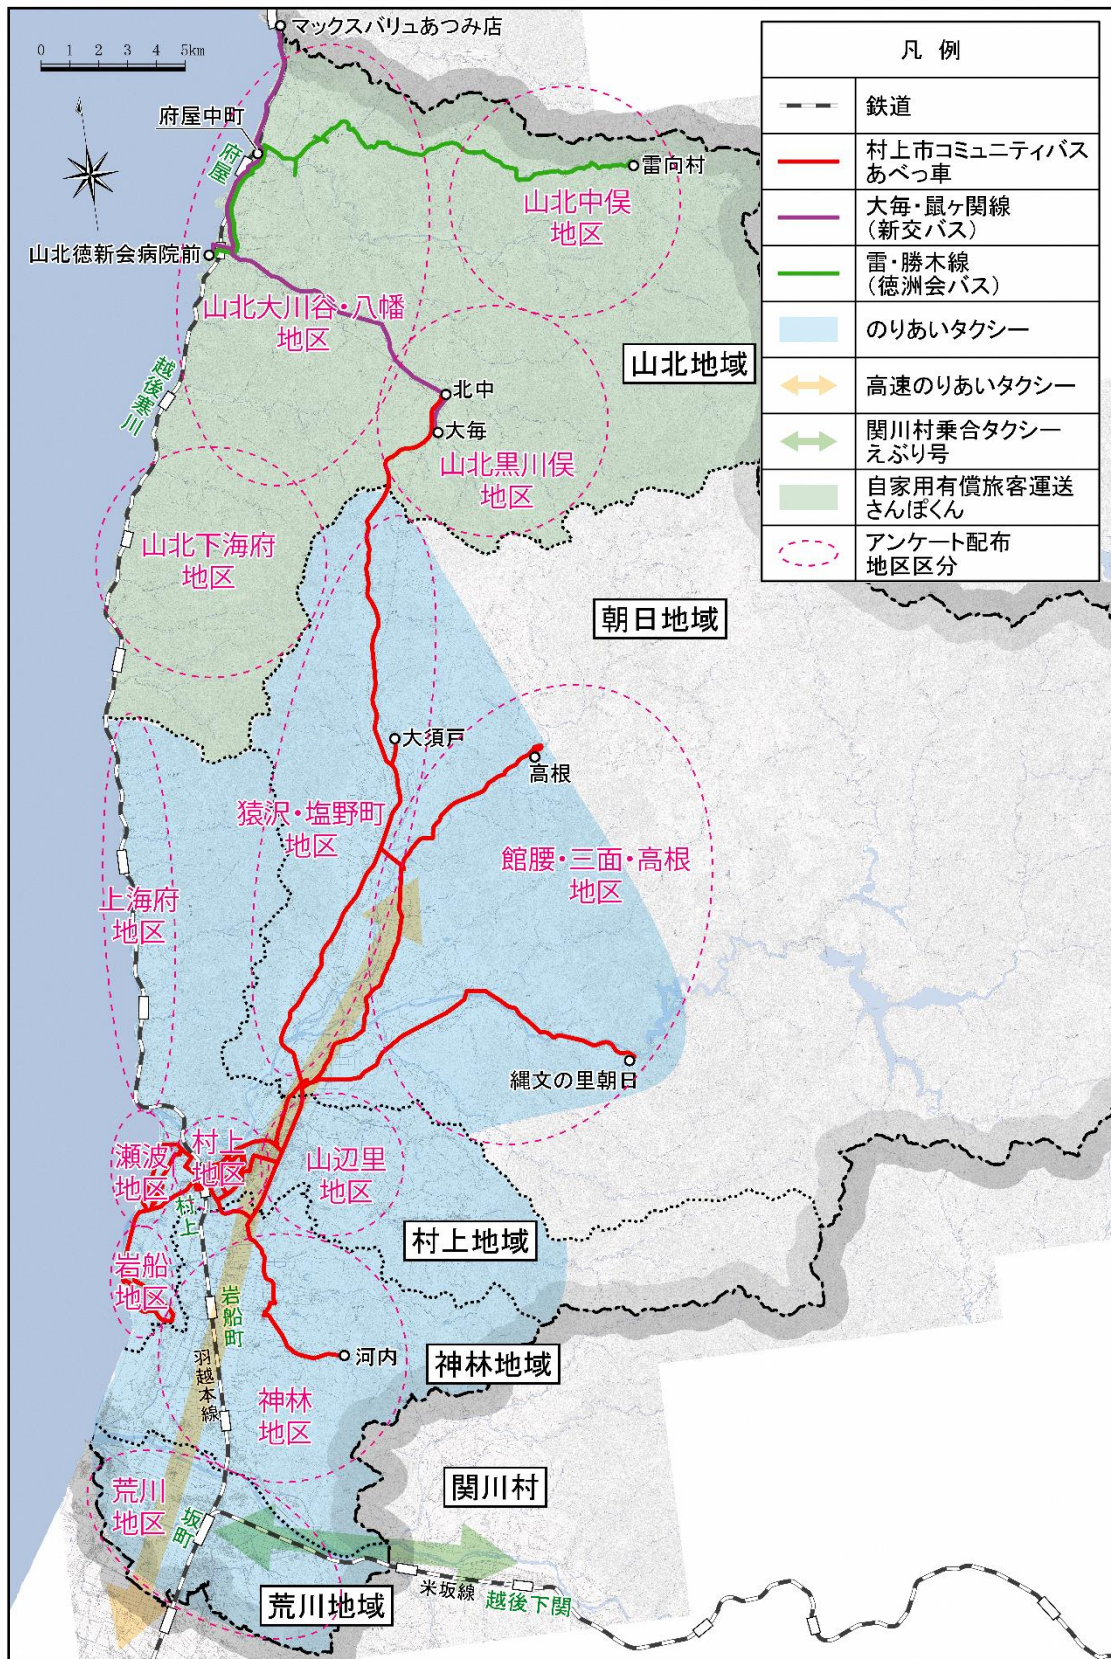 マックスバリュあつみ店
0 1 2 3 4 5km
府屋中町
府屋
雷向村
山北中俣
地区
山北徳新会病院前
山北大川谷・八幡
地区
山北地域
越後寒川
北中
大毎
山北黒川俣
地区
山北下海府
地区
朝日地域
大須戸
高根
猿沢・塩野町
地区
館腰・三面・高根
地区
上海府
地区
縄文の里朝日
瀬波
地区
村上
地区
山辺里
地区
村上
村上地域
岩船
地区
岩船町
羽越本線
河内
神林地域
神林
地区
荒川
地区
坂町
関川村
米坂線
越後下関
荒川地域
凡 例
鉄道
村上市コミュニティバス
あべっ車
大毎・鼠ヶ関線
(新交バス)
雷・勝木線
(徳洲会バス)
のりあいタクシー
高速のりあいタクシー
関川村乗合タクシー
えぶり号
自家用有償旅客運送
さんぽくん
アンケート配布
地区区分